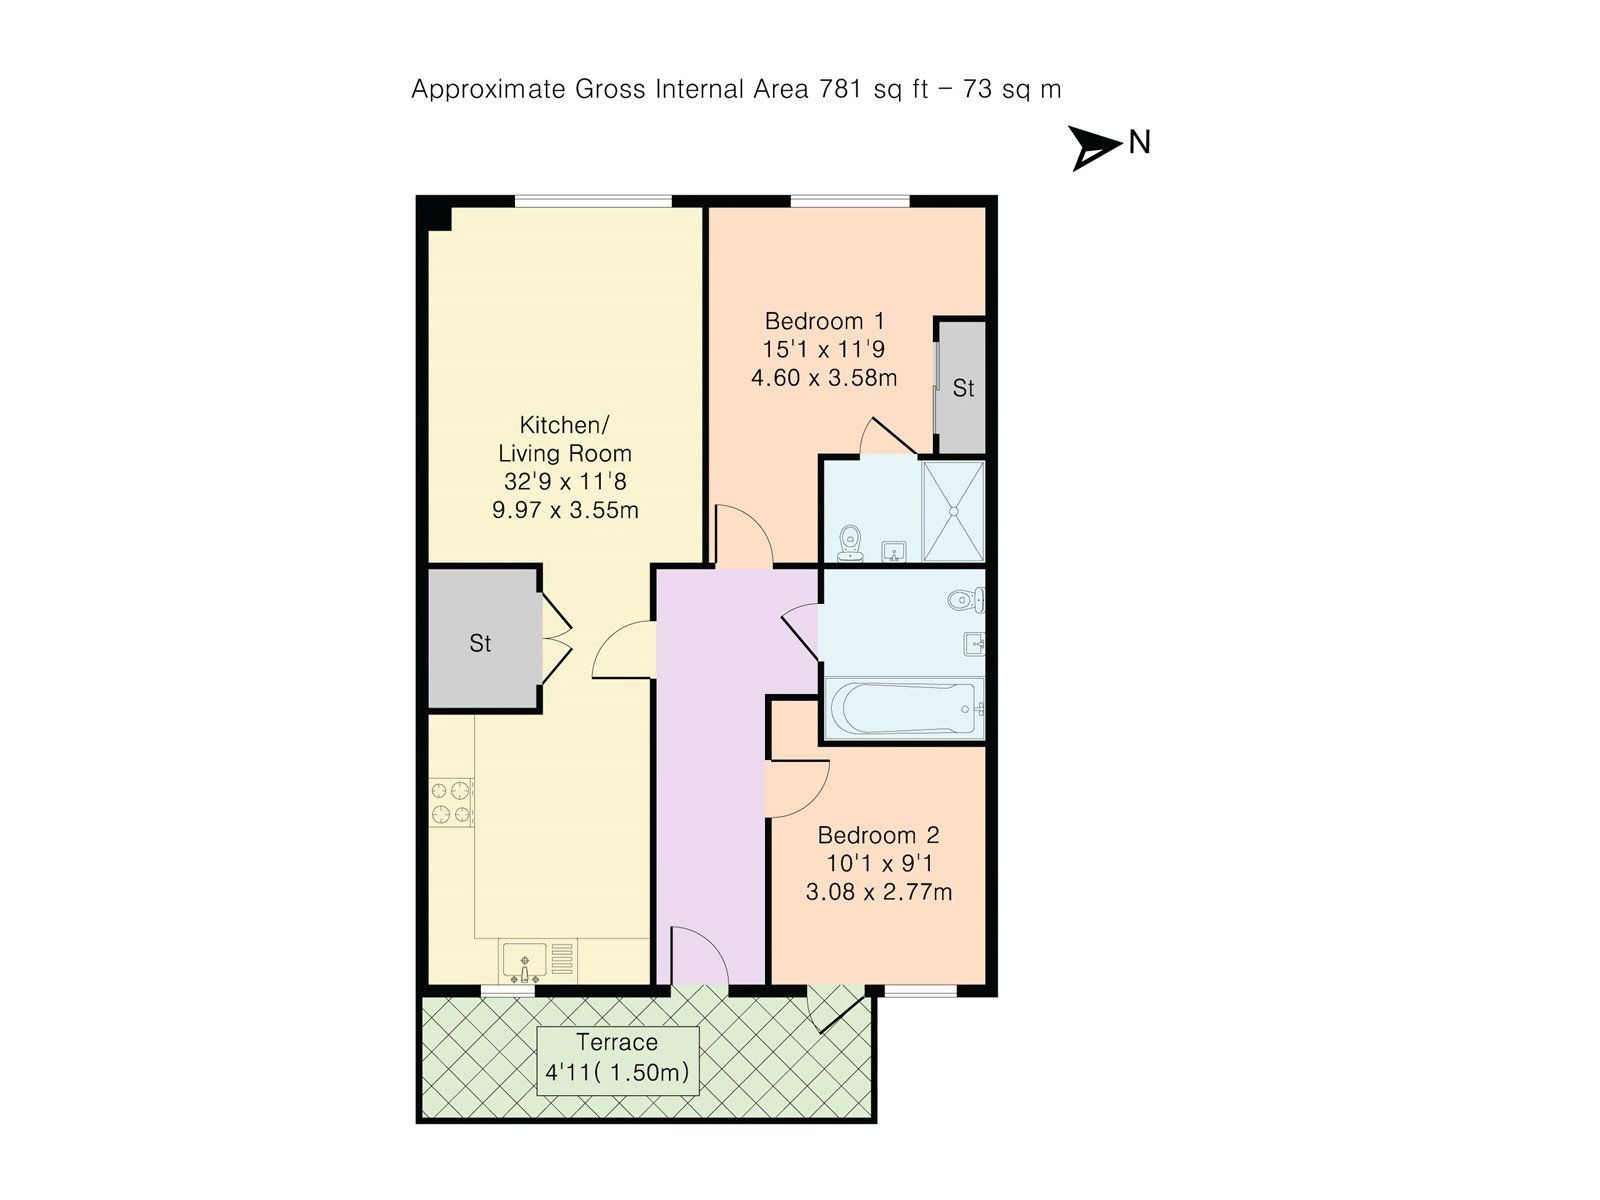 Approximate Gross Internal Area 781 sq ft – 73 sq m
N
Bedroom 1
15'1 x 11'9
4.60 x 3.58m
St
Kitchen/
Living Room
32'9 x 11'8
9.97 x 3.55m
St
Bedroom 2
10'1 x 9'1
3.08 x 2.77m
Terrace
4'11( 1.50m)